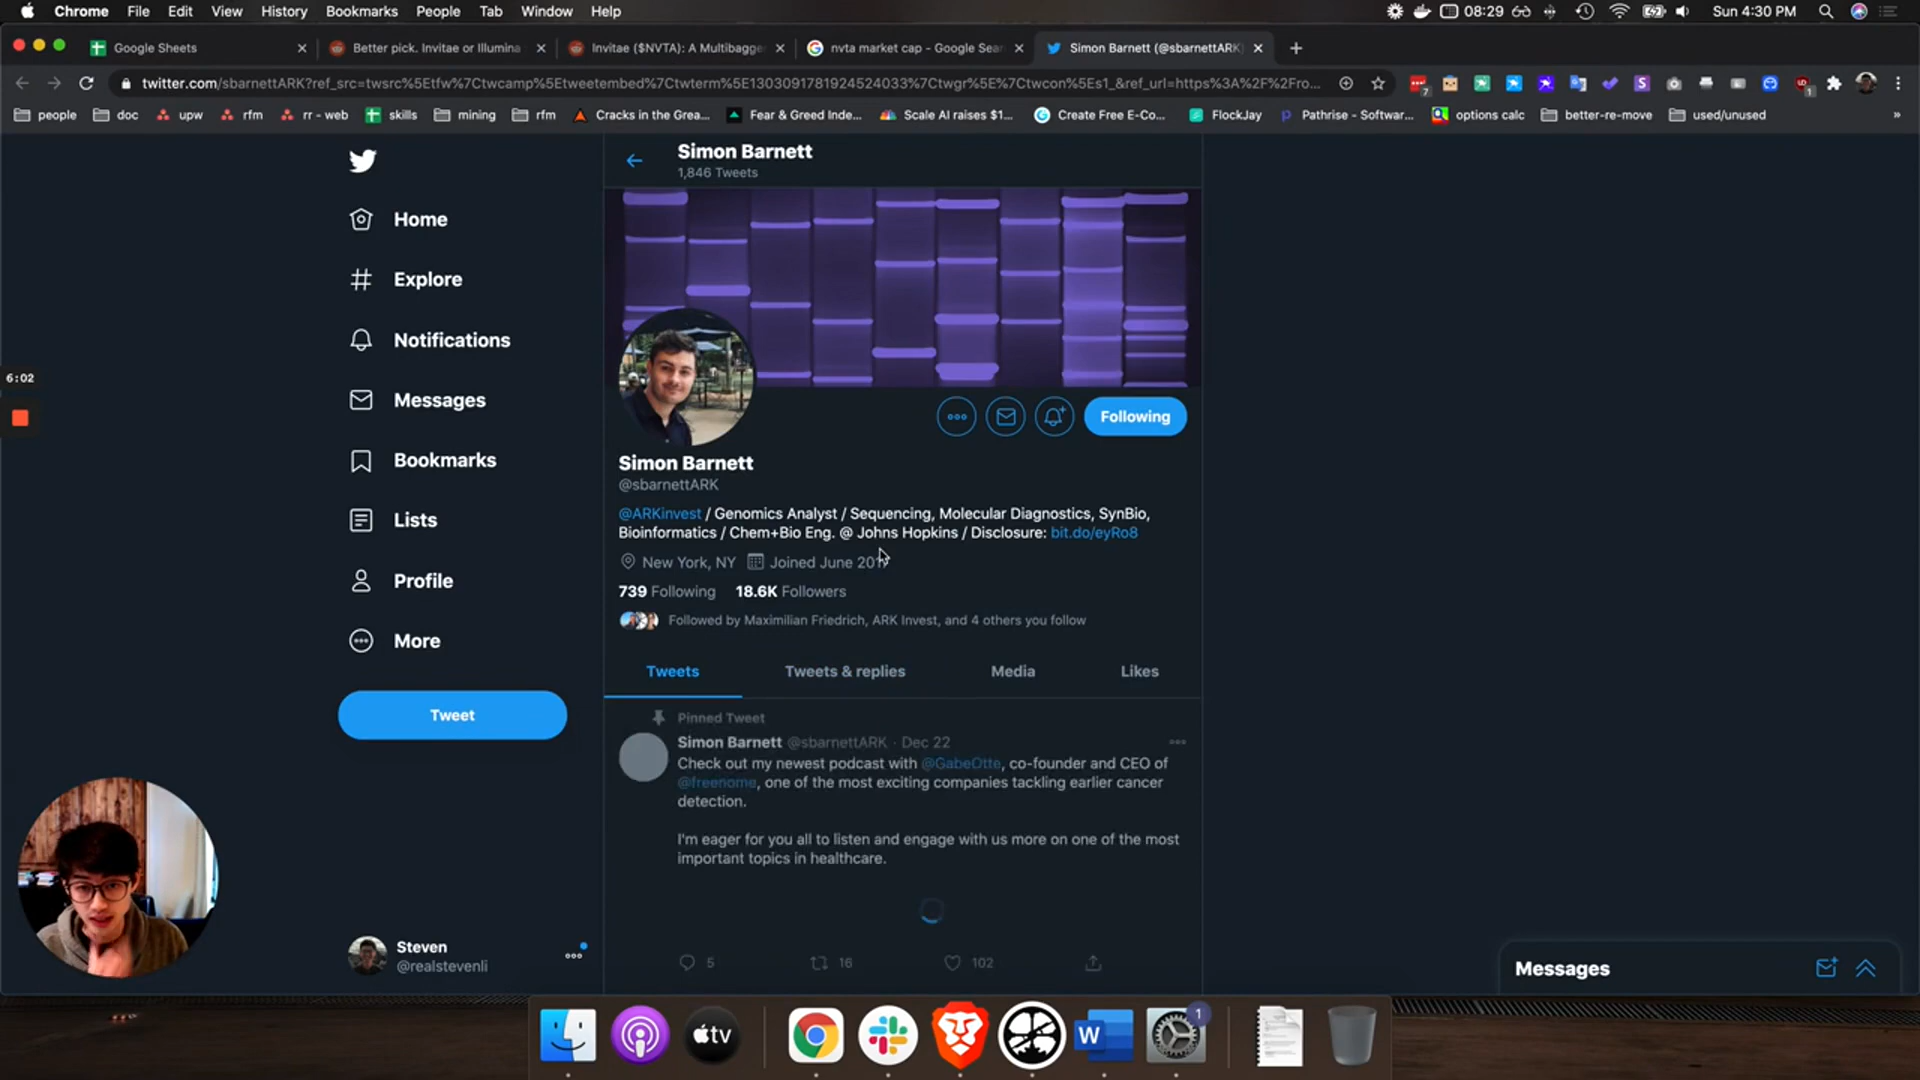 Chrome File Edit View History Bookmarks People Tab Window Help 08:29 Sun 4:30 PM
Google Sheets
Better pick. Invitae or Illumina
Invitae ($NVTA): A Multibagge
nvta market cap - Google Sear
Simon Barnett (@sbarnettARK)
twitter.com/sbarnettARK?ref_src=twsrc%5Etfw%7Ctwcamp%5Etweetembed%7Ctwterm%5E1303091781924524033%7Ctwgr%5E%7Ctwcon%5Es1_&ref_url=https%3A%2F%2Fro...
7
1
people doc upw rfm rr - web skills mining rfm Cracks in the Grea... Fear & Greed Inde... Scale AI raises $1... Create Free E-Co... FlockJay Pathrise - Softwar... options calc better-re-move used/unused »
Simon Barnett
1,846 Tweets
Home
Explore
Notifications
Messages
Bookmarks
Lists
Profile
More
Tweet
6:02
Following
Simon Barnett
@sbarnettARK
@ARKinvest / Genomics Analyst / Sequencing, Molecular Diagnostics, SynBio,
Bioinformatics / Chem+Bio Eng. @ Johns Hopkins / Disclosure: bit.do/eyRo8
New York, NY Joined June 201
739 Following 18.6K Followers
Followed by Maximilian Friedrich, ARK Invest, and 4 others you follow
Tweets Tweets & replies Media Likes
Pinned Tweet
Simon Barnett @sbarnettARK · Dec 22
Check out my newest podcast with @GabeOtte, co-founder and CEO of
@freenome, one of the most exciting companies tackling earlier cancer
detection.
I'm eager for you all to listen and engage with us more on one of the most
important topics in healthcare.
5 16 102
Steven
@realstevenli
Messages
tv
W
1